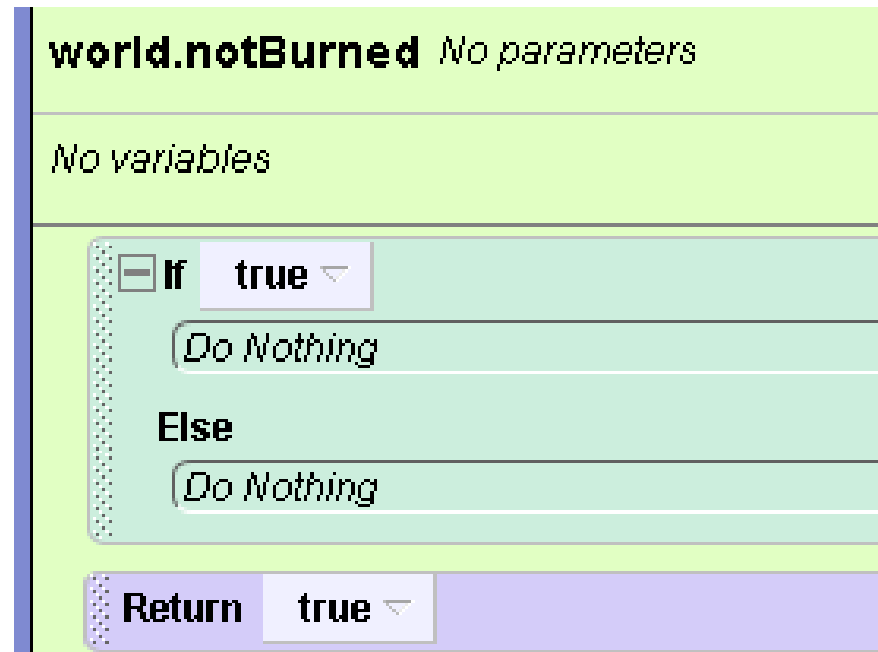 world.notBurned No parameters
No variables
If true
Do Nothing
Else
Do Nothing
Return true